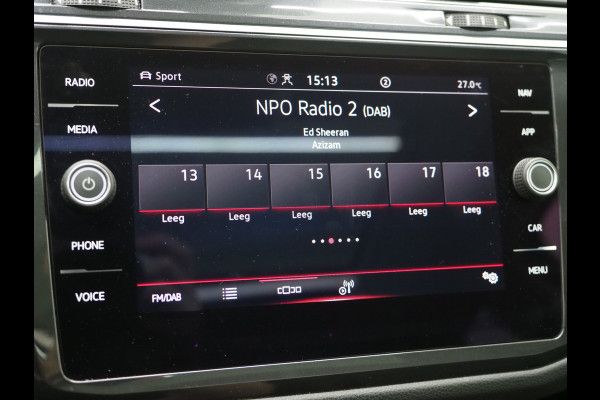 RADIO
MEDIA
PHONE
VOICE
Sport
15:13
2
27.0°C
NPO Radio 2 (DAB)
Ed Sheeran
Azizam
13 14 15 16 17 18
Leeg Leeg Leeg Leeg Leeg Leeg
FM/DAB
NAV
APP
CAR
MENU